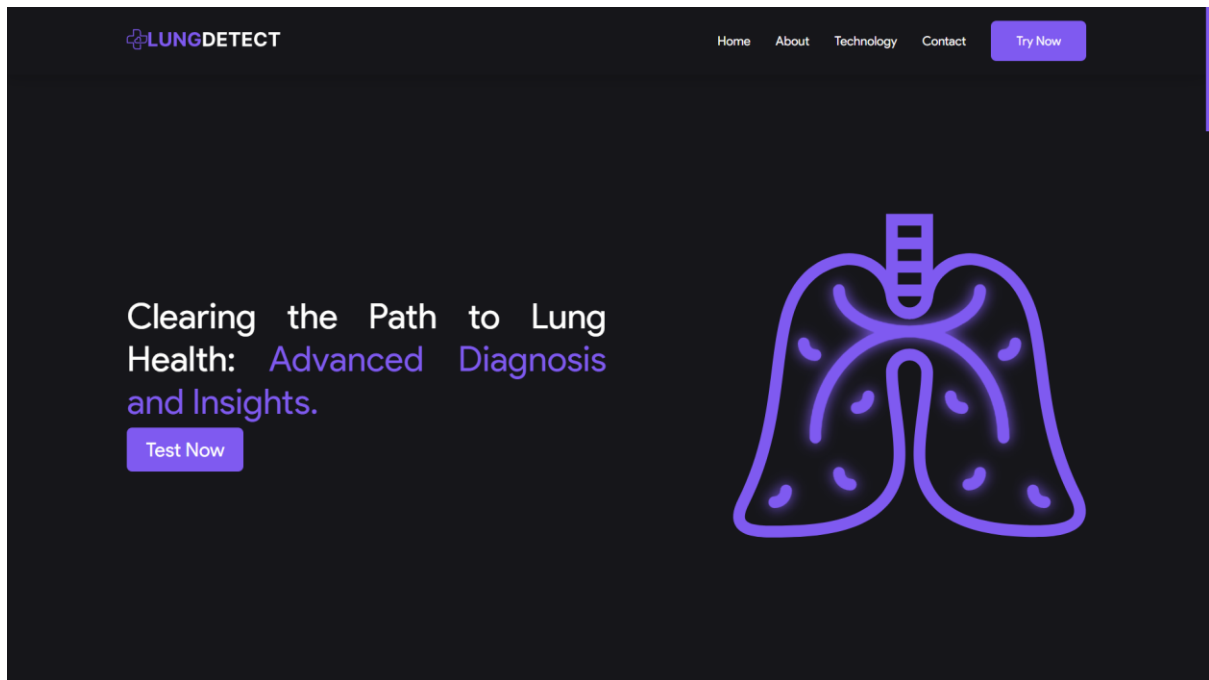 LUNGDETECT
Home About Technology Contact Try Now
Clearing the Path to Lung
Health: Advanced Diagnosis
and Insights.
Test Now